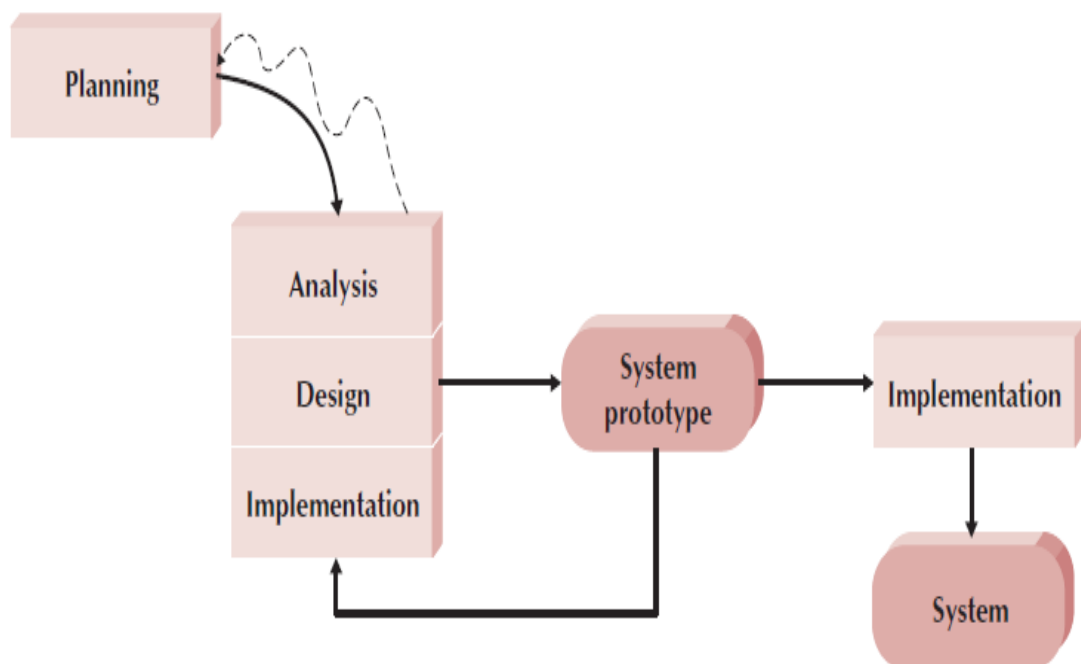 Planning
Analysis
Design
Implementation
System
prototype
Implementation
System